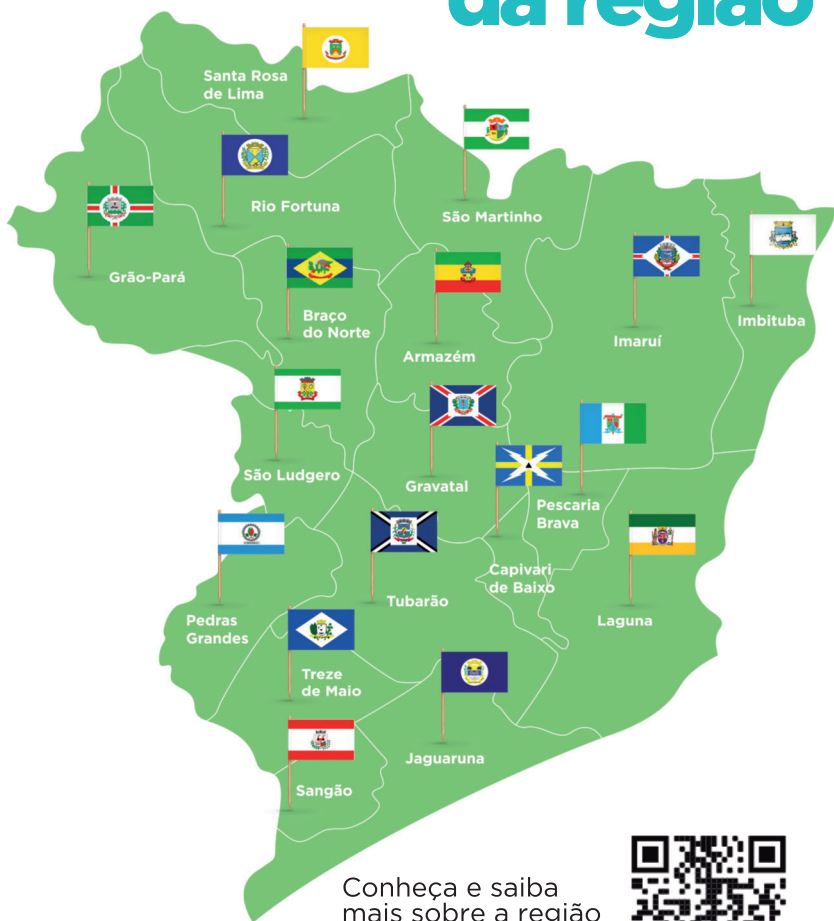 da região
Santa Rosa
de Lima
Rio Fortuna
São Martinho
Grão-Pará
Braço
do Norte
Armazém
Imaruí
Imbituba
São Ludgero
Gravatal
Pescaria
Brava
Capivari
de Baixo
Tubarão
Laguna
Pedras
Grandes
Treze
de Maio
Jaguaruna
Sangão
Conheça e saiba
mais sobre a região